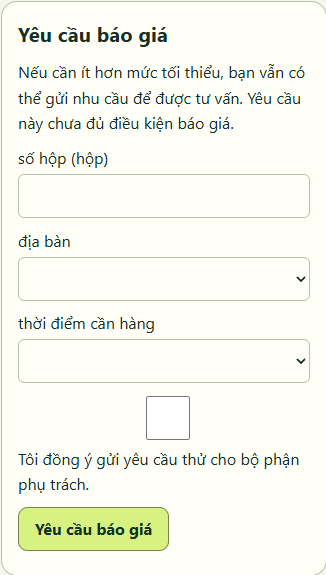 Yêu cầu báo giá
Nếu cần ít hơn mức tối thiểu, bạn vẫn có
thể gửi nhu cầu để được tư vấn. Yêu cầu
này chưa đủ điều kiện báo giá.
số hộp (hộp)
địa bàn
thời điểm cần hàng
Tôi đồng ý gửi yêu cầu thử cho bộ phận
phụ trách.
Yêu cầu báo giá